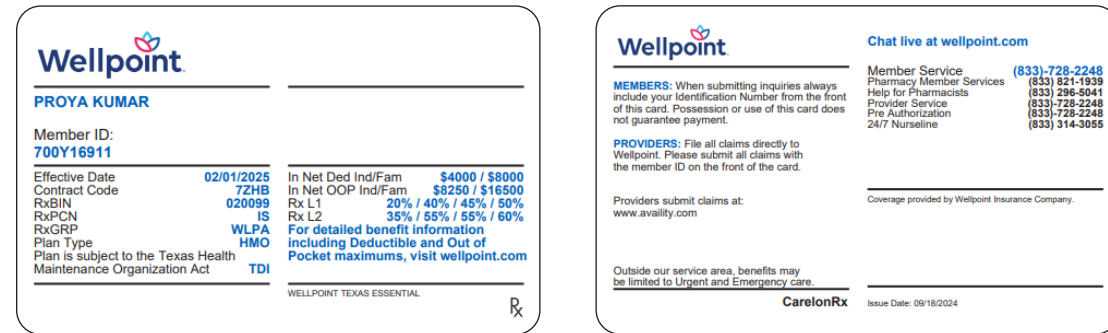 Wellpoint.
PROYA KUMAR
Member ID:
700Y16911
Effective Date 02/01/2025
Contract Code 7ZHB
RxBIN 020099
RxPCN IS
RxGRP WLPA
Plan Type HMO
Plan is subject to the Texas Health
Maintenance Organization Act TDI
In Net Ded Ind/Fam $4000 / $8000
In Net OOP Ind/Fam $8250 / $16500
Rx L1 20% / 40% / 45% / 50%
Rx L2 35% / 55% / 55% / 60%
For detailed benefit information
including Deductible and Out of
Pocket maximums, visit wellpoint.com
WELLPOINT TEXAS ESSENTIAL
Rx
Wellpoint.
MEMBERS: When submitting inquiries always
include your Identification Number from the front
of this card. Possession or use of this card does
not guarantee payment.
PROVIDERS: File all claims directly to
Wellpoint. Please submit all claims with
the member ID on the front of the card.
Providers submit claims at:
www.availity.com
Outside our service area, benefits may
be limited to Urgent and Emergency care.
CarelonRx
Chat live at wellpoint.com
Member Service (833)-728-2248
Pharmacy Member Services (833) 821-1939
Help for Pharmacists (833) 296-5041
Provider Service (833)-728-2248
Pre Authorization (833)-728-2248
24/7 Nurseline (833) 314-3055
Coverage provided by Wellpoint Insurance Company.
Issue Date: 09/18/2024